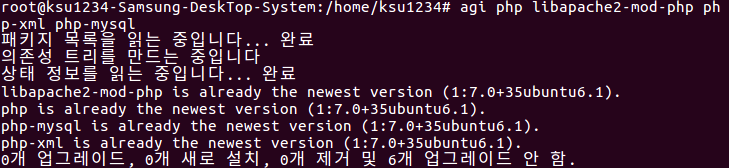 root@ksu1234-Samsung-DeskTop-System:/home/ksu1234# agi php libapache2-mod-php ph
p-xml php-mysql
패키지 목록을 읽는 중입니다... 완료
의존성 트리를 만드는 중입니다
상태 정보를 읽는 중입니다... 완료
libapache2-mod-php is already the newest version (1:7.0+35ubuntu6.1).
php is already the newest version (1:7.0+35ubuntu6.1).
php-mysql is already the newest version (1:7.0+35ubuntu6.1).
php-xml is already the newest version (1:7.0+35ubuntu6.1).
0개 업그레이드, 0개 새로 설치, 0개 제거 및 6개 업그레이드 안 함.